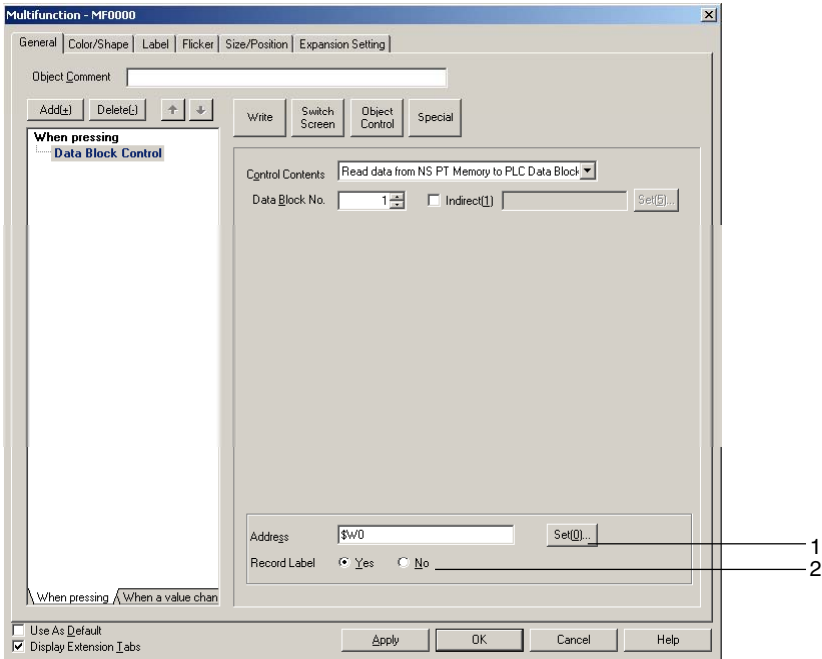 Multifunction - MF0000
General Color/Shape Label Flicker Size/Position Expansion Setting
Object Comment
Add(+) Delete(-)
Write Switch Screen Object Control Special
When pressing
Data Block Control
Control Contents Read data from NS PT Memory to PLC Data Block
Data Block No. 1 Indirect(1) Set(5)...
Address $W0 Set(0)... 1
Record Label Yes No 2
When pressing When a value chan
Use As Default
Display Extension Tabs
Apply OK Cancel Help